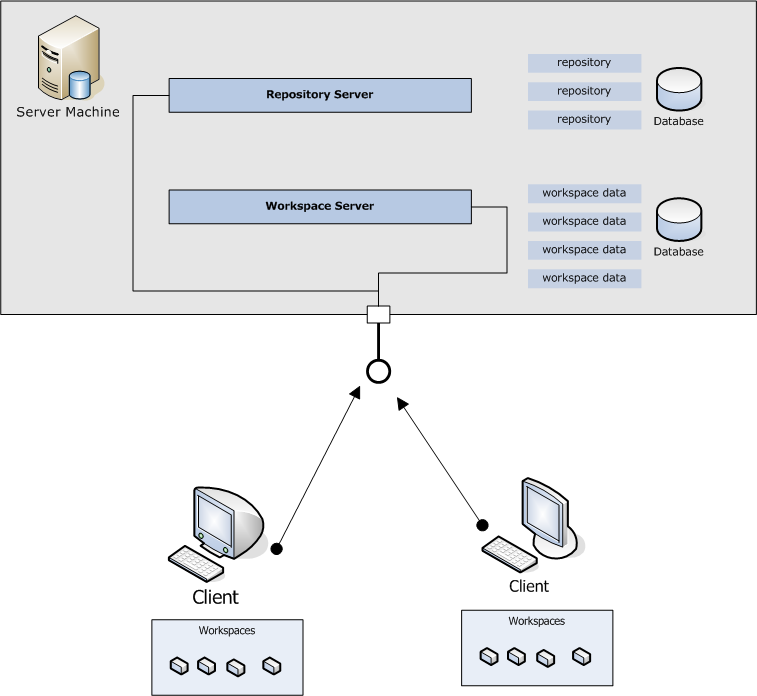 Server Machine
Repository Server
repository
repository
repository
Database
Workspace Server
workspace data
workspace data
workspace data
workspace data
Database
Client
Workspaces
Client
Workspaces